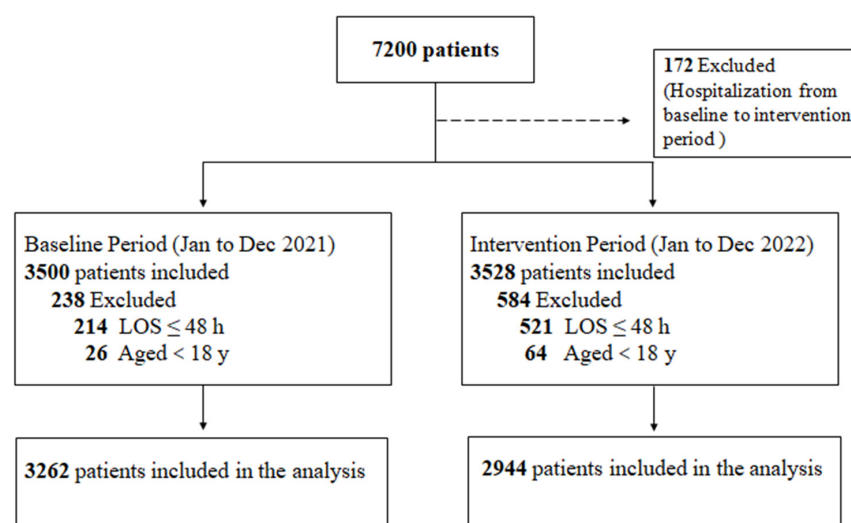 7200 patients
172 Excluded
(Hospitalization from
baseline to intervention
period )
Baseline Period (Jan to Dec 2021)
3500 patients included
238 Excluded
214 LOS ≤ 48 h
26 Aged < 18 y
Intervention Period (Jan to Dec 2022)
3528 patients included
584 Excluded
521 LOS ≤ 48 h
64 Aged < 18 y
3262 patients included in the analysis
2944 patients included in the analysis